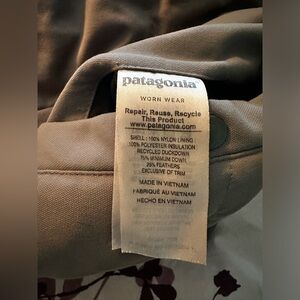 patagonia
WORN WEAR
Repair, Reuse, Recycle
This Product
www.patagonia.com
SHELL: 100% NYLON LINING
100% POLYESTER INSULATION
RECYCLED DUCKDOWN
75% MINIMUM DOWN,
25% FEATHERS
EXCLUSIVE OF TRIM
MADE IN VIETNAM
FABRIQUÉ AU VIETNAM
HECHO EN VIETNAM